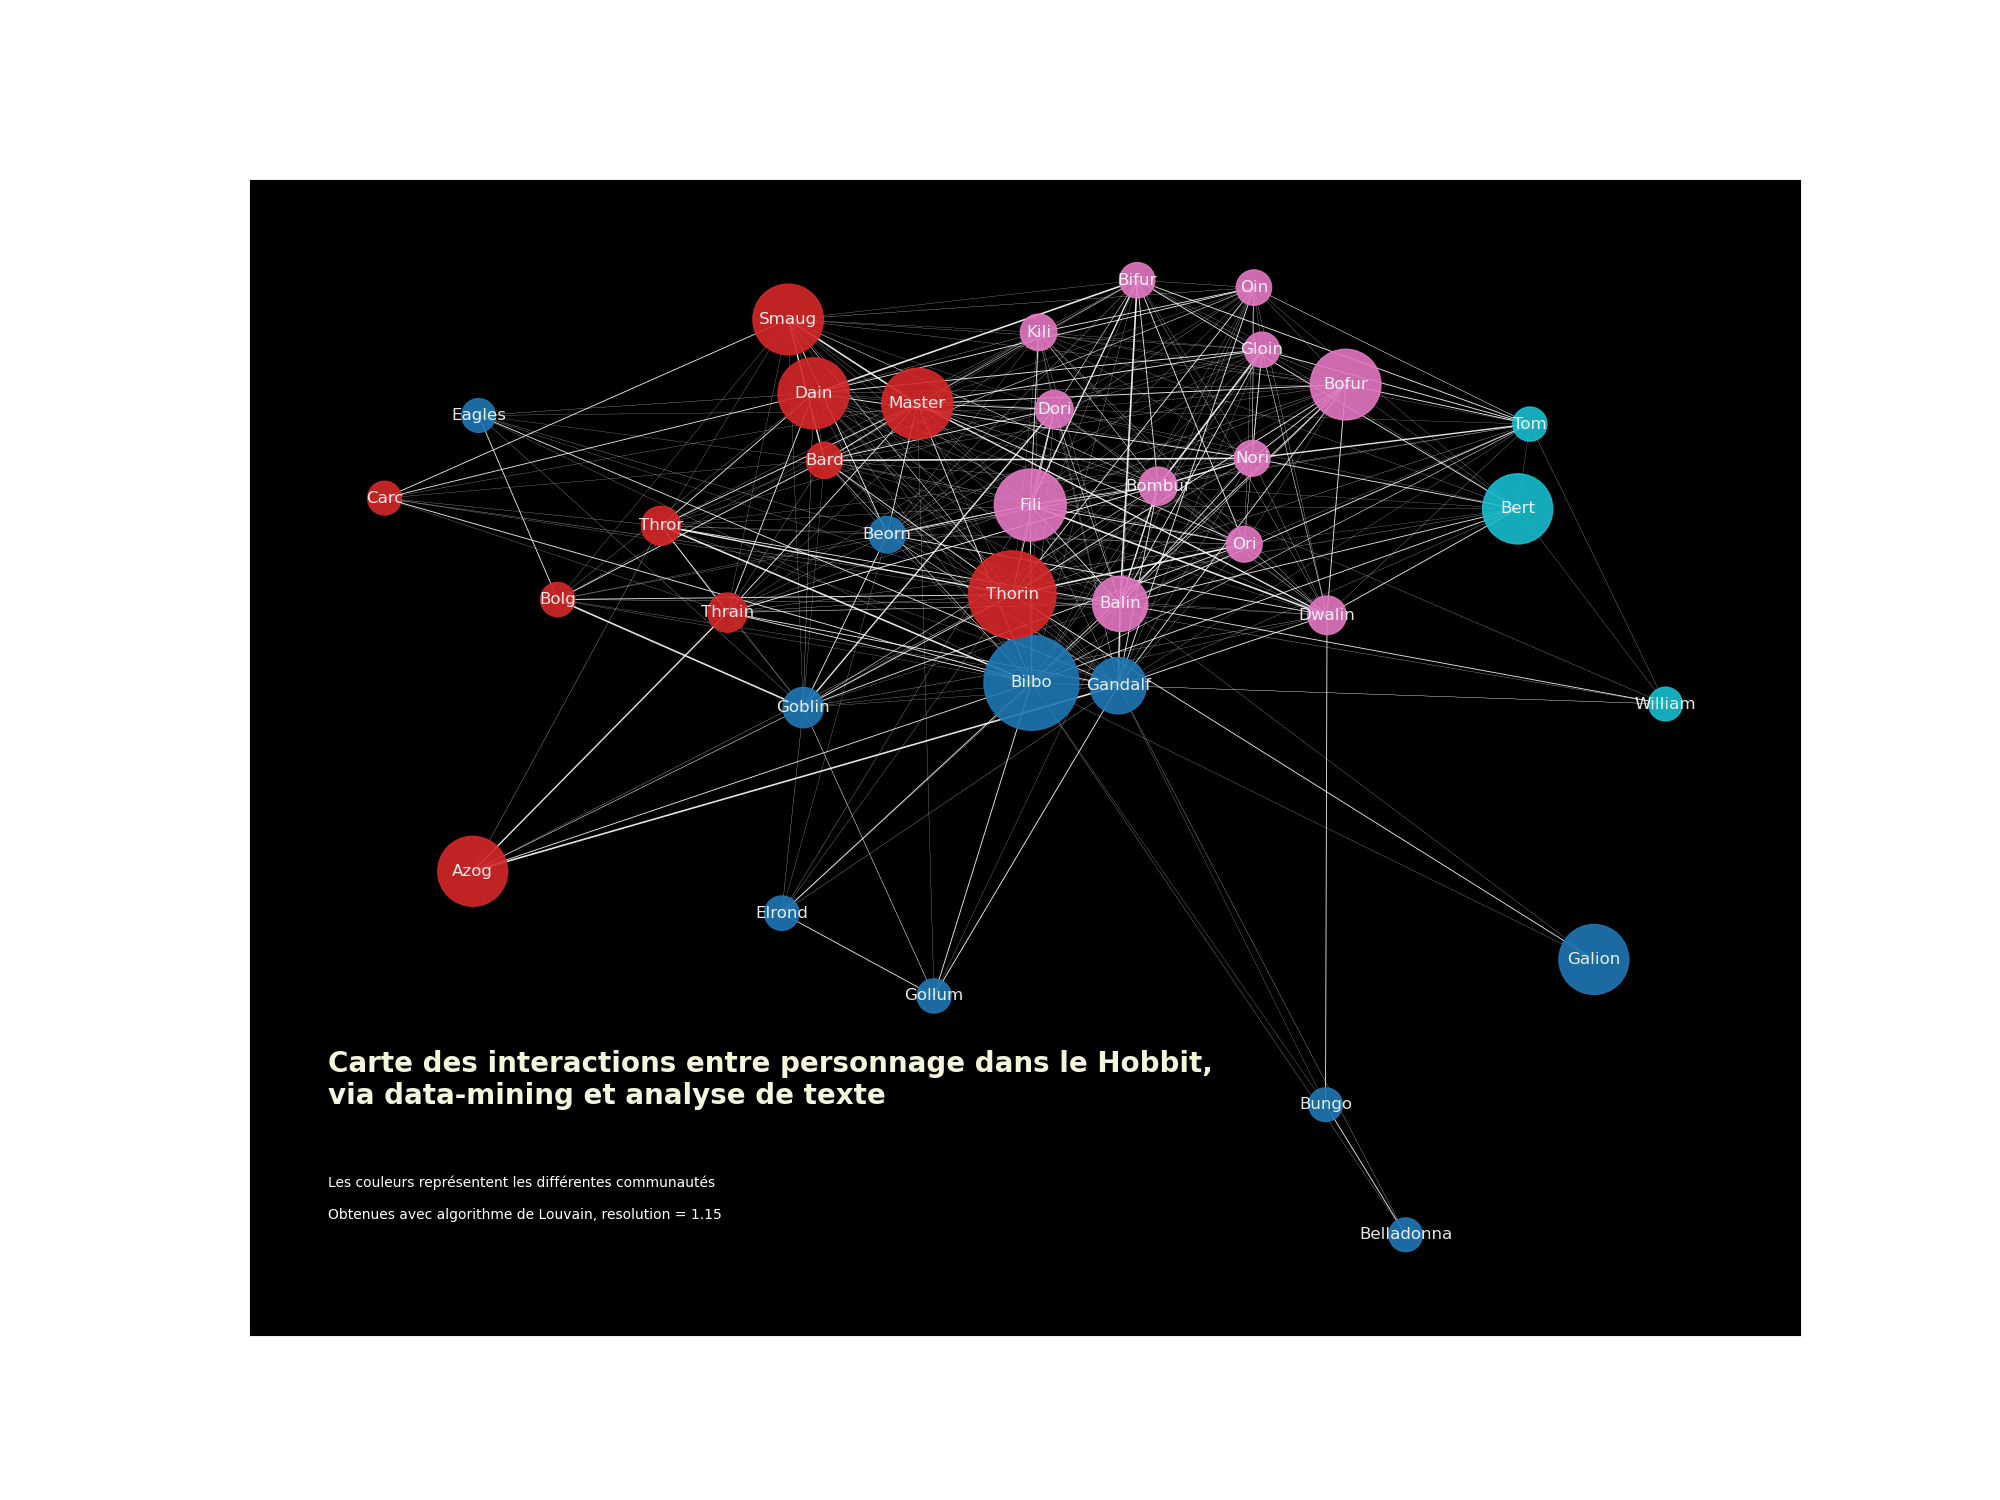 Bifur
Oin
Smaug
Kili
Gloin
Bofur
Dain
Master
Dori
Eagles
Tom
Bard
Nori
Bombur
Carc
Fili
Bert
Thror
Beorn
Ori
Thorin
Bolg
Balin
Thrain
Dwalin
Bilbo
Gandalf
Goblin
William
Azog
Elrond
Galion
Gollum
Carte des interactions entre personnage dans le Hobbit,
via data-mining et analyse de texte
Bungo
Les couleurs représentent les différentes communautés
Obtenues avec algorithme de Louvain, resolution = 1.15
Belladonna